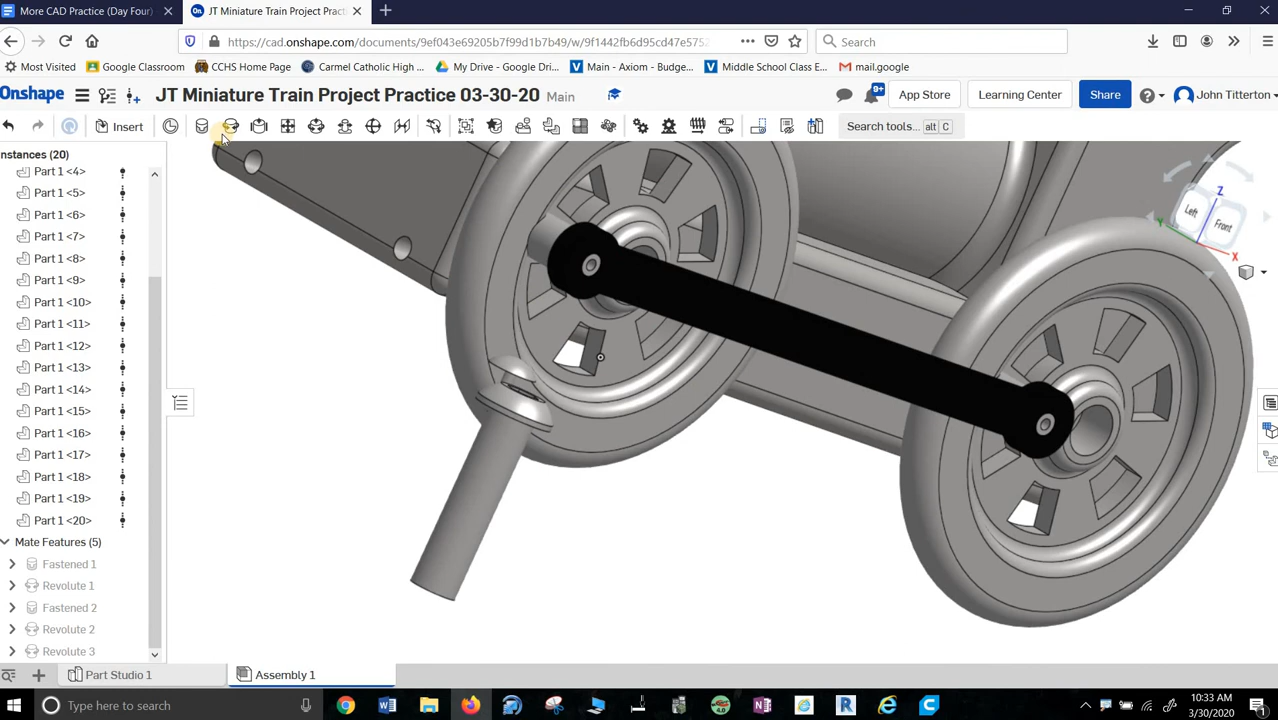 More CAD Practice (Day Four)
JT Miniature Train Project Pract
https://cad.onshape.com/documents/9ef043e69205b7f99d1b7b49/w/9f1442fb6d95cd47e5752
Search
Most Visited
Google Classroom
CCHS Home Page
Carmel Catholic High ...
My Drive - Google Dri...
Main - Axiom - Budge...
Middle School Class E...
mail.google
Onshape
JT Miniature Train Project Practice 03-30-20
Main
9+
App Store
Learning Center
Share
John Titterton
Insert
Search tools...
alt
C
nstances (20)
Part 1 <4>
Part 1 <5>
Part 1 <6>
Part 1 <7>
Part 1 <8>
Part 1 <9>
Part 1 <10>
Part 1 <11>
Part 1 <12>
Part 1 <13>
Part 1 <14>
Part 1 <15>
Part 1 <16>
Part 1 <17>
Part 1 <18>
Part 1 <19>
Part 1 <20>
Mate Features (5)
Fastened 1
Revolute 1
Fastened 2
Revolute 2
Revolute 3
Z
Left
Front
Y
X
Part Studio 1
Assembly 1
Type here to search
10:33 AM
3/30/2020